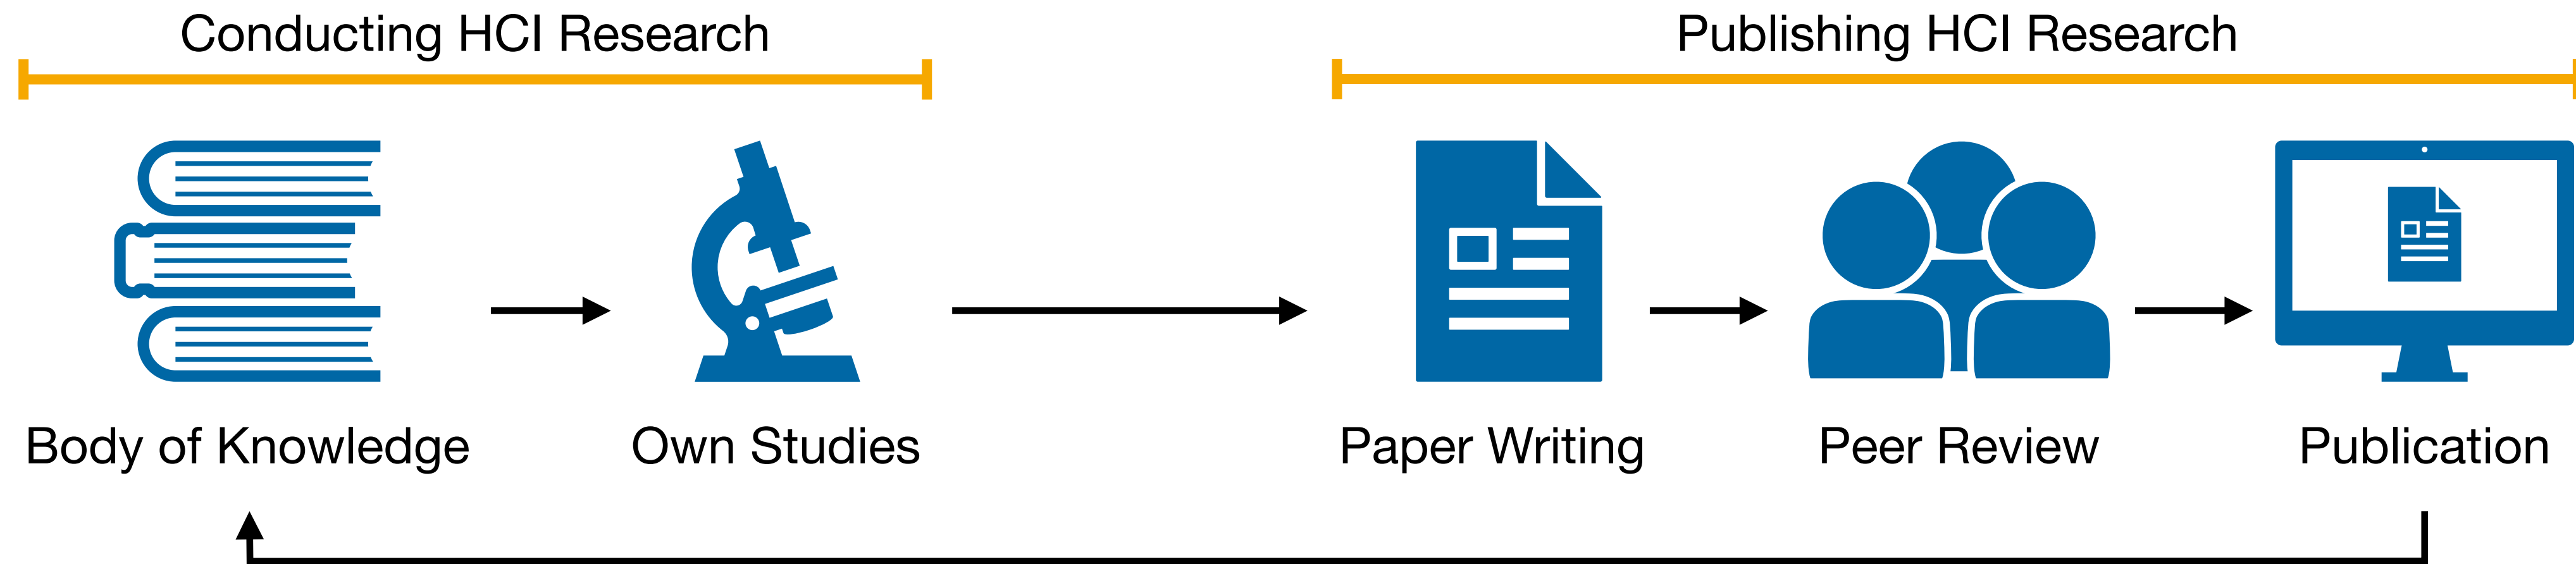 Conducting HCI Research
Publishing HCI Research
Body of Knowledge
Own Studies
Paper Writing
Peer Review
Publication